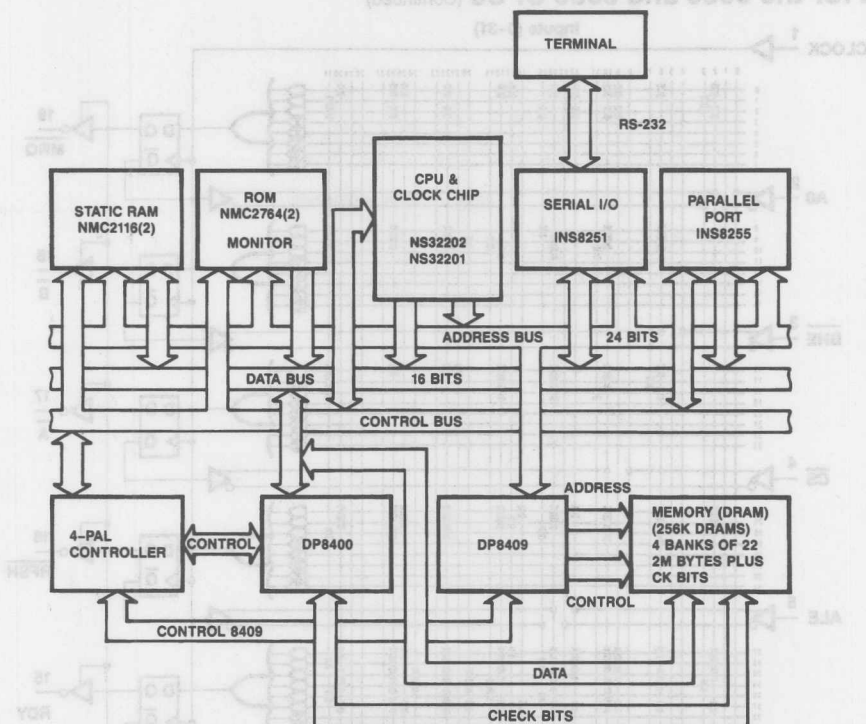 TERMINAL
RS-232
STATIC RAM
NMC2116(2)
ROM
NMC2764(2)
MONITOR
CPU &
CLOCK CHIP
NS32202
NS32201
SERIAL I/O
INS8251
PARALLEL
PORT
INS8255
ADDRESS BUS
24 BITS
DATA BUS
16 BITS
CONTROL BUS
4-PAL
CONTROLLER
CONTROL
DP8400
DP8409
ADDRESS
CONTROL
MEMORY (DRAM)
(256K DRAMS)
4 BANKS OF 22
2M BYTES PLUS
CK BITS
CONTROL 8409
DATA
CHECK BITS